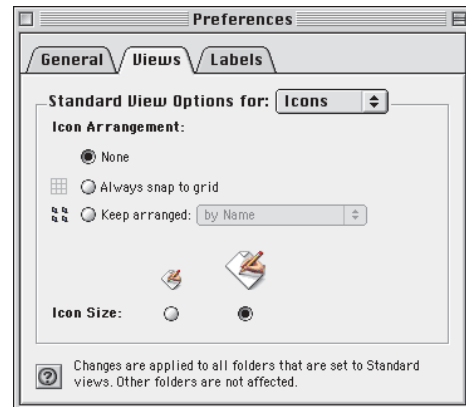 Preferences
General Views Labels
Standard View Options for: Icons
Icon Arrangement:
None
Always snap to grid
Keep arranged: by Name
Icon Size:
?
Changes are applied to all folders that are set to Standard
views. Other folders are not affected.